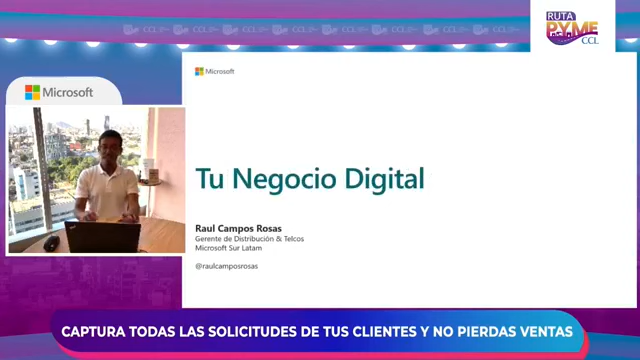 RUTA
PYME
CCL
Microsoft
Microsoft
Tu Negocio Digital
Raul Campos Rosas
Gerente de Distribución & Telcos
Microsoft Sur Latam
@raulcamposrosas
CAPTURA TODAS LAS SOLICITUDES DE TUS CLIENTES Y NO PIERDAS VENTAS